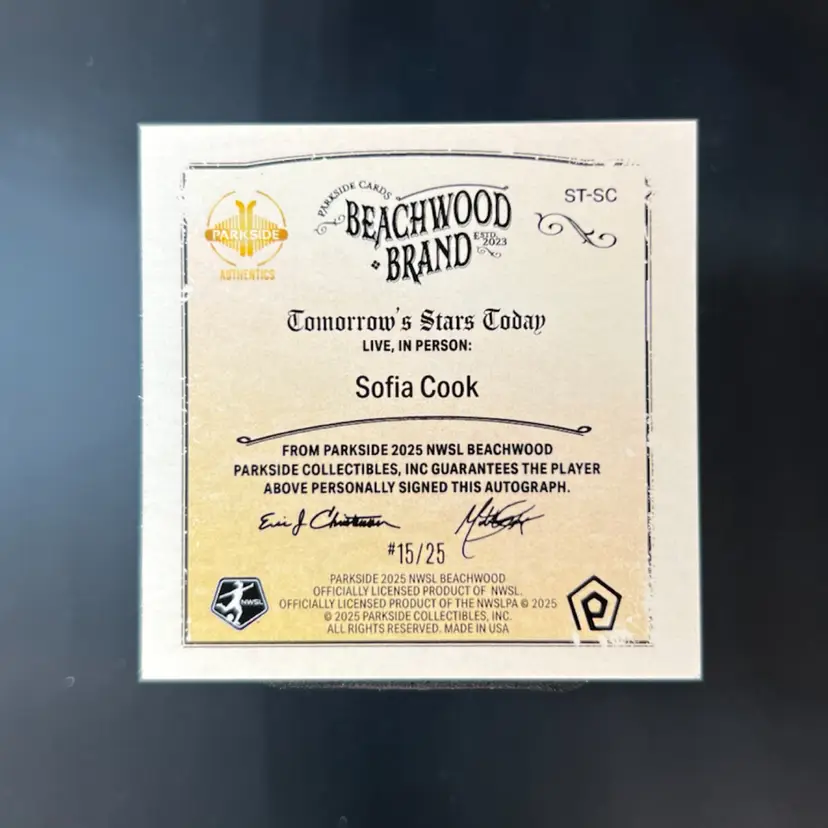 PARKSIDE
AUTHENTICS
PARKSIDE CARDS
BEACHWOOD
BRAND
ESTD.
2023
ST-SC
Tomorrow's Stars Today
LIVE, IN PERSON:
Sofia Cook
FROM PARKSIDE 2025 NWSL BEACHWOOD
PARKSIDE COLLECTIBLES, INC GUARANTEES THE PLAYER
ABOVE PERSONALLY SIGNED THIS AUTOGRAPH.
#15/25
PARKSIDE 2025 NWSL BEACHWOOD
OFFICIALLY LICENSED PRODUCT OF NWSL.
OFFICIALLY LICENSED PRODUCT OF THE NWSLPA © 2025
© 2025 PARKSIDE COLLECTIBLES, INC.
ALL RIGHTS RESERVED. MADE IN USA
NWSL